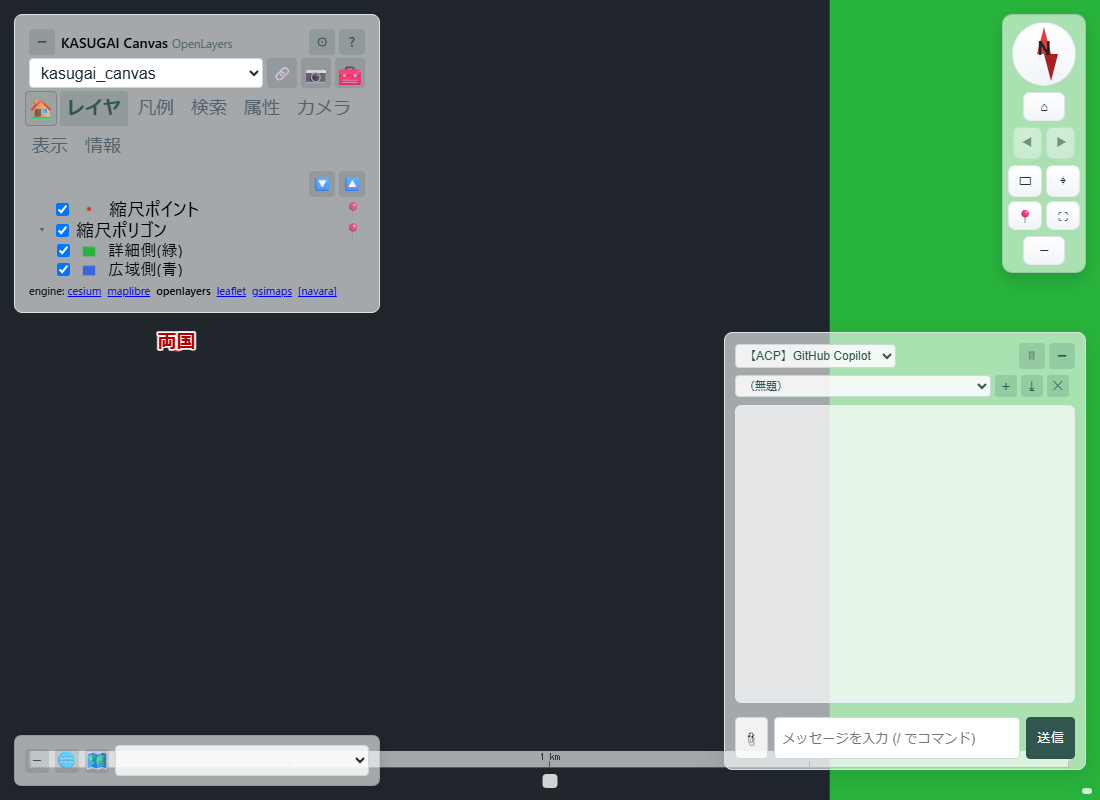 KASUGAI Canvas OpenLayers
?
kasugai_canvas
レイヤ 凡例 検索 属性 カメラ
表示 情報
縮尺ポイント
縮尺ポリゴン
詳細側(緑)
広域側(青)
engine: cesium maplibre openlayers leaflet gsimaps [navara]
両国
N
【ACP】GitHub Copilot
（無題）
メッセージを入力 (/ でコマンド)
送信
1 km